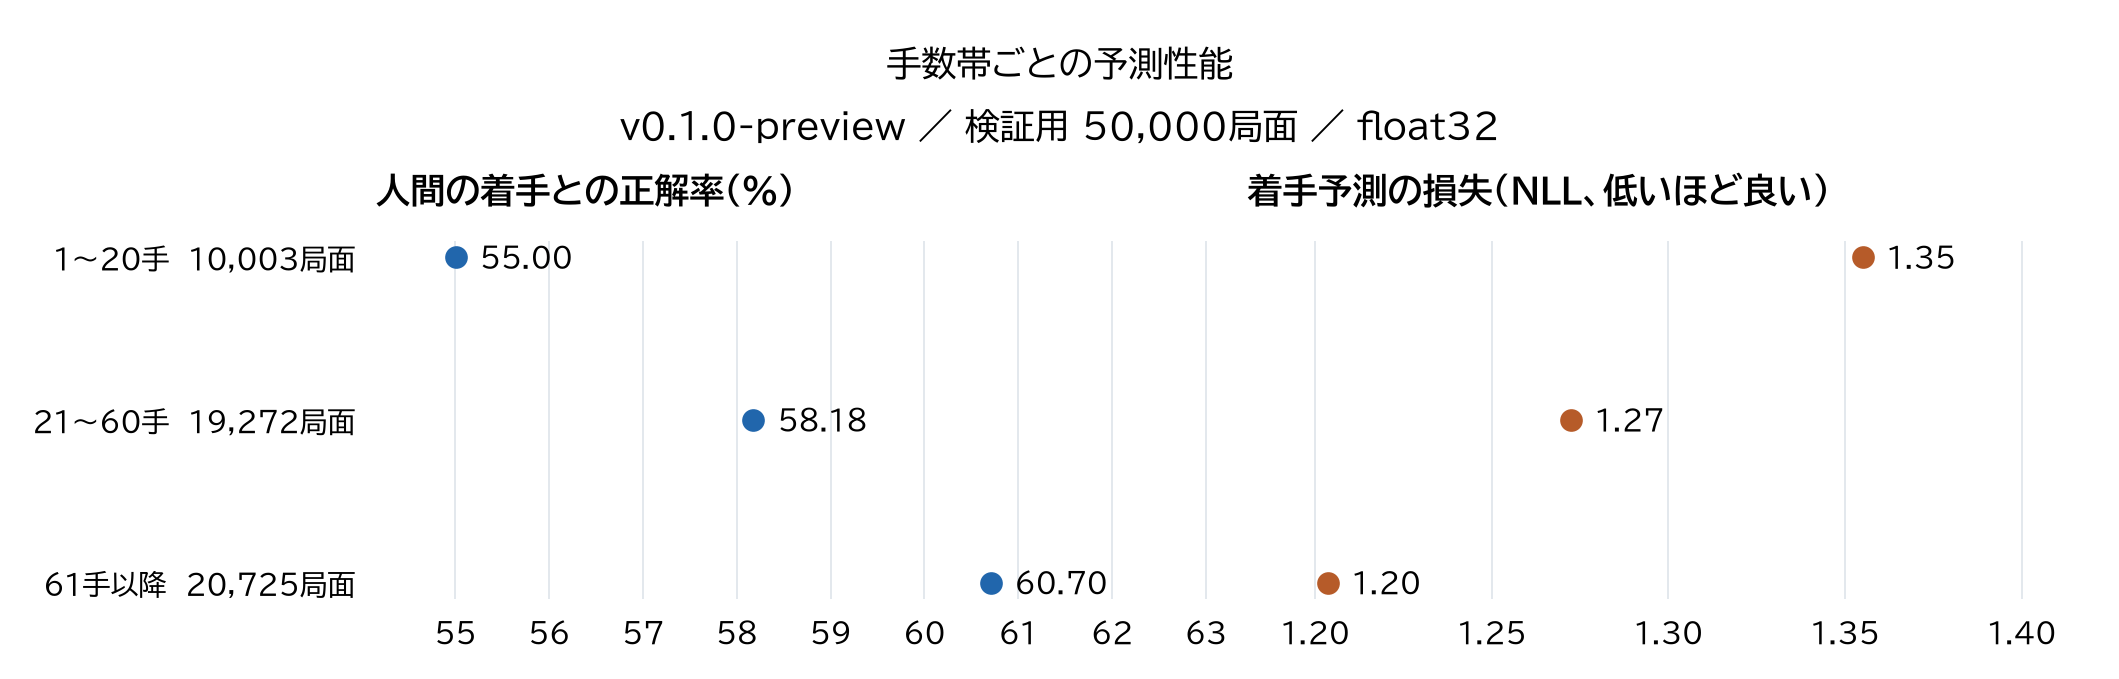 手数帯ごとの予測性能
v0.1.0-preview ／ 検証用 50,000局面 ／ float32
人間の着手との正解率(%)
着手予測の損失(NLL、低いほど良い)
1～20手 10,003局面
55.00
1.35
21～60手 19,272局面
58.18
1.27
61手以降 20,725局面
60.70
1.20
55 56 57 58 59 60 61 62 63
1.20 1.25 1.30 1.35 1.40